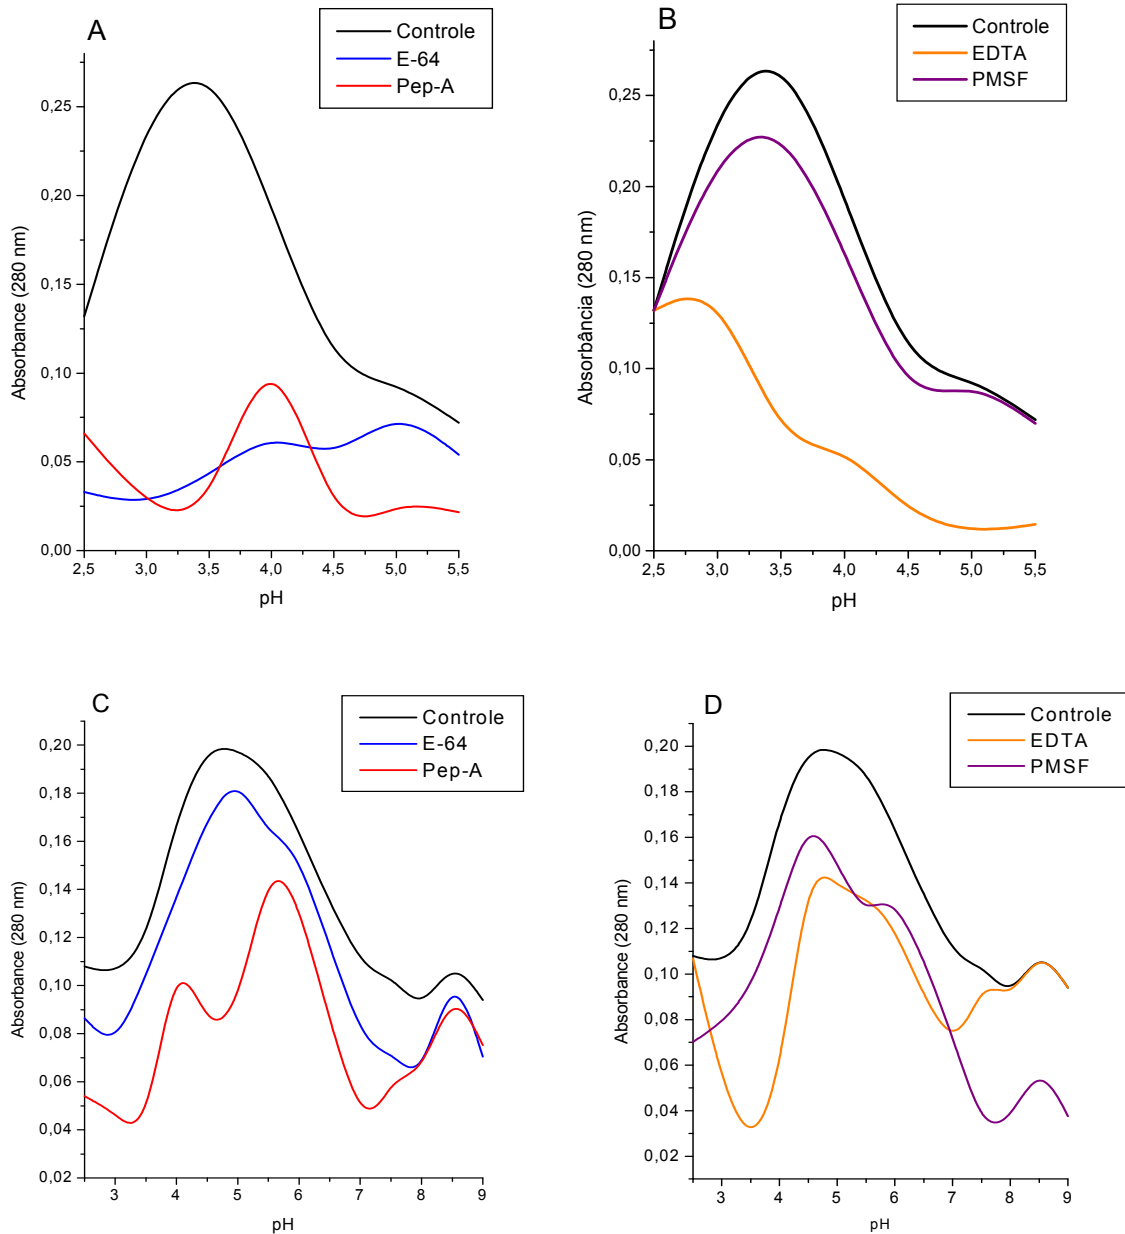 A
Controle
E-64
Pep-A
0,25
0,20
0,15
0,10
0,05
0,00
2,5 3,0 3,5 4,0 4,5 5,0 5,5
Absorbance (280 nm)
pH
B
Controle
EDTA
PMSF
0,25
0,20
0,15
0,10
0,05
0,00
2,5 3,0 3,5 4,0 4,5 5,0 5,5
Absorbância (280 nm)
pH
C
Controle
E-64
Pep-A
0,20
0,18
0,16
0,14
0,12
0,10
0,08
0,06
0,04
0,02
3 4 5 6 7 8 9
Absorbance (280 nm)
pH
D
Controle
EDTA
PMSF
0,20
0,18
0,16
0,14
0,12
0,10
0,08
0,06
0,04
0,02
3 4 5 6 7 8 9
Absorbance (280 nm)
pH